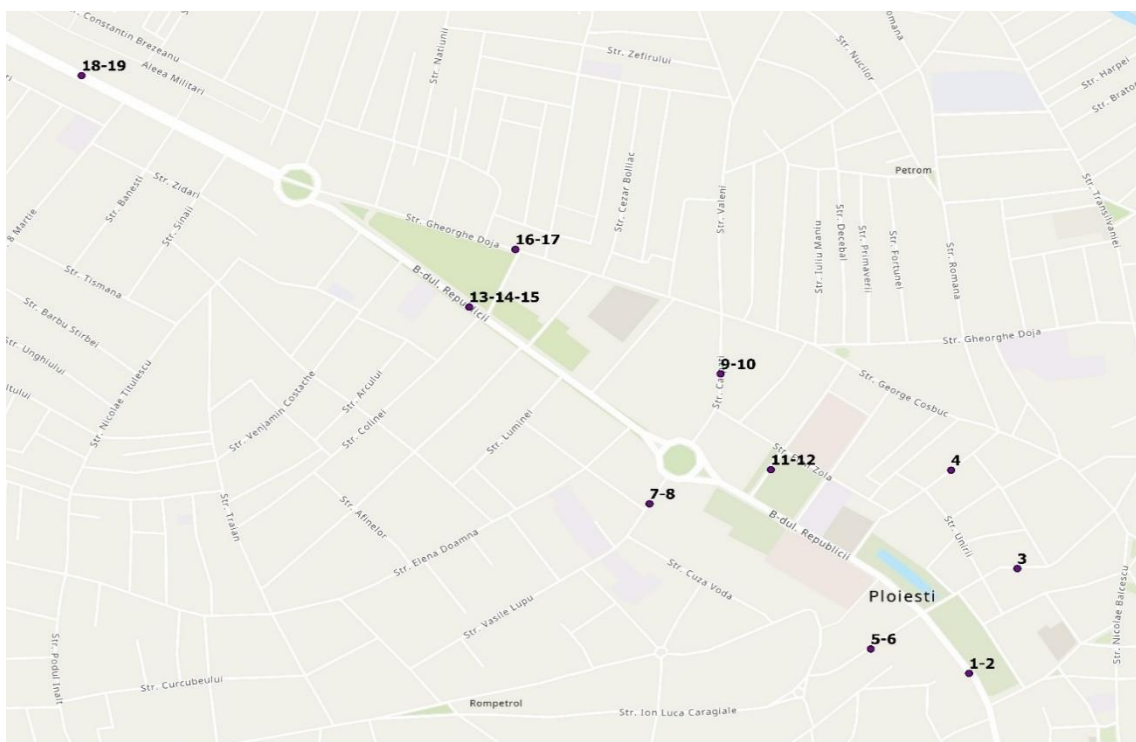 Str. Constantin Brezeanu
18-19
Aleea Militari
Str. Natiunii
Str. Zefirului
Str. Nucilor
Romana
Str. Harpei
Str. Brato
Str. Banesti
Str. Zidari
Str. Sinaii
8 Martie
Str. Cezar Bolliac
Str. Valeni
Petrom
Str. Transilvaniei
Str. Gheorghe Doja
16-17
Str. Iuliu Maniu
Str. Decebal
Str. Primaverii
Str. Fortunei
Str. Romana
Str. Tismana
B-dul. Republicii
13-14-15
Str. Barbu Stirbei
Str. Unghiului
itului
Str. Gheorghe Doja
9-10
Str. George Cosbuc
Str. Nicolae Titulescu
Str. Venjamin Costache
Str. Arcului
Str. Colinei
Str. Luminei
11-12
Zola
4
7-8
Str. Traian
Str. Afinelor
B-dul. Republicii
Str. Unirii
Str. Elena Doamna
3
Str. Cuza Voda
Str. Nicolae Balcescu
Ploiesti
Str. Vasile Lupu
5-6
1-2
Str. Podul Inalt
Str. Curcubeului
Rompetrol
Str. Ion Luca Caragiale